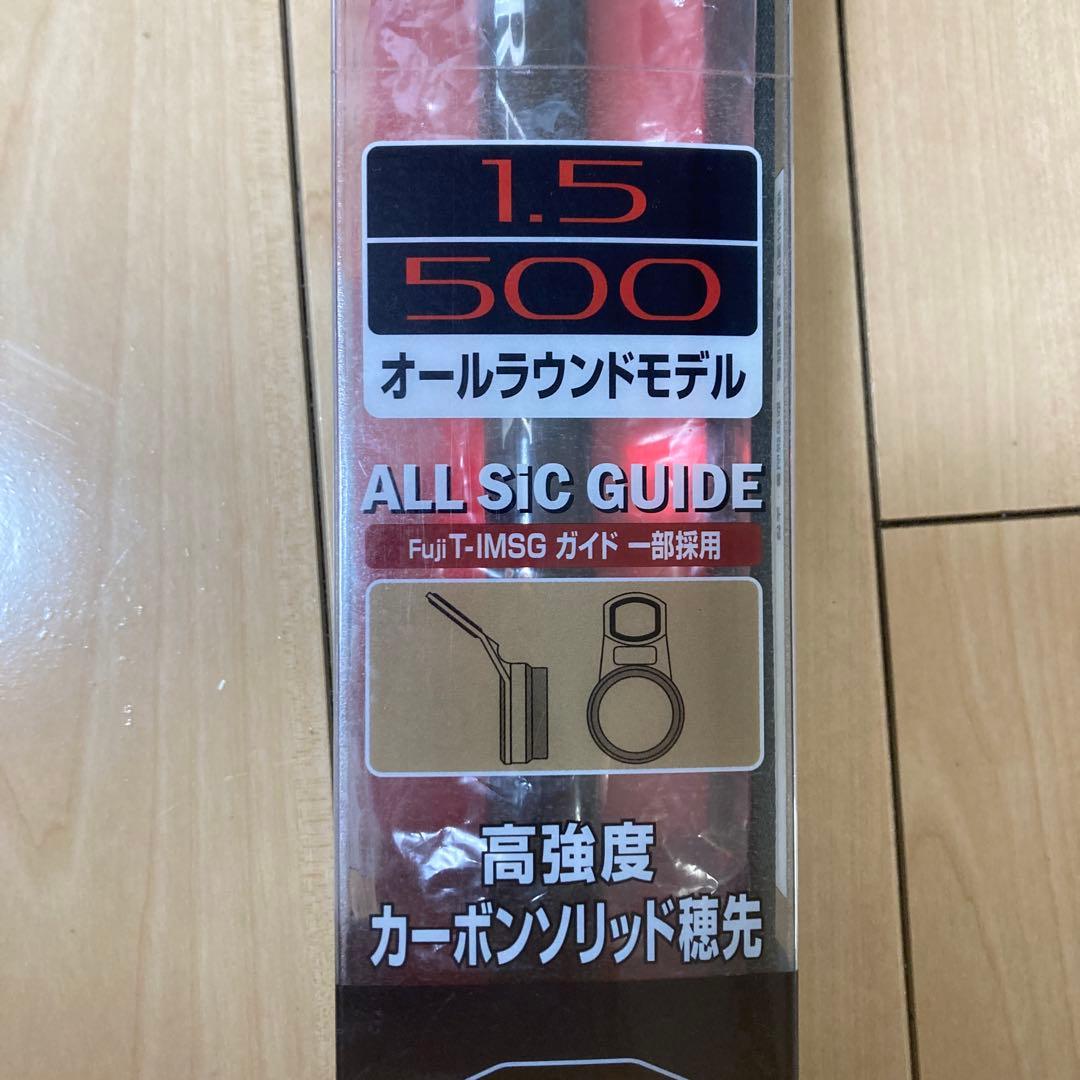 R
1.5
500
オールラウンドモデル
ALL SiC GUIDE
Fuji T-IMSG ガイド 一部採用
高強度
カーボンソリッド穂先